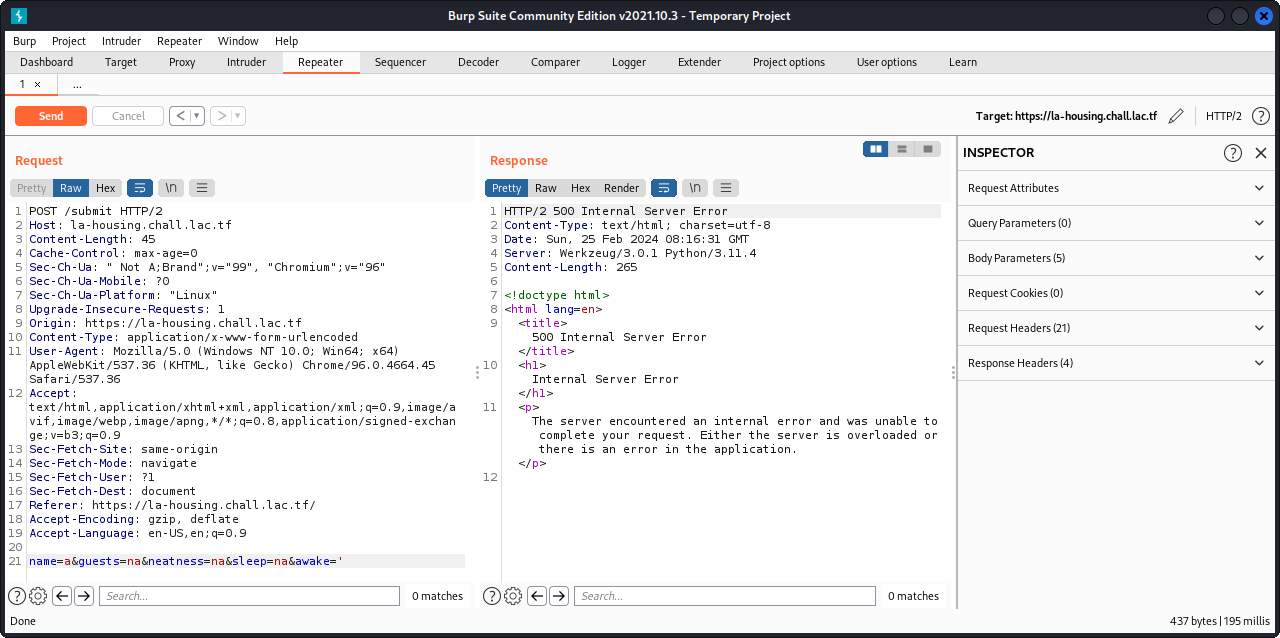 Burp Suite Community Edition v2021.10.3 - Temporary Project
Burp Project Intruder Repeater Window Help
Dashboard Target Proxy Intruder Repeater Sequencer Decoder Comparer Logger Extender Project options User options Learn
1 × ...
Send Cancel < > Target: https://la-housing.chall.lac.tf HTTP/2 ?
Request
Pretty Raw Hex \n
1 POST /submit HTTP/2
2 Host: la-housing.chall.lac.tf
3 Content-Length: 45
4 Cache-Control: max-age=0
5 Sec-Ch-Ua: " Not A;Brand";v="99", "Chromium";v="96"
6 Sec-Ch-Ua-Mobile: ?0
7 Sec-Ch-Ua-Platform: "Linux"
8 Upgrade-Insecure-Requests: 1
9 Origin: https://la-housing.chall.lac.tf
10 Content-Type: application/x-www-form-urlencoded
11 User-Agent: Mozilla/5.0 (Windows NT 10.0; Win64; x64)
AppleWebKit/537.36 (KHTML, like Gecko) Chrome/96.0.4664.45
Safari/537.36
12 Accept:
text/html,application/xhtml+xml,application/xml;q=0.9,image/a
vif,image/webp,image/apng,*/*;q=0.8,application/signed-exchan
ge;v=b3;q=0.9
13 Sec-Fetch-Site: same-origin
14 Sec-Fetch-Mode: navigate
15 Sec-Fetch-User: ?1
16 Sec-Fetch-Dest: document
17 Referer: https://la-housing.chall.lac.tf/
18 Accept-Encoding: gzip, deflate
19 Accept-Language: en-US,en;q=0.9
20
21 name=a&guests=na&neatness=na&sleep=na&awake='
? Search... 0 matches
Response
Pretty Raw Hex Render \n
1 HTTP/2 500 Internal Server Error
2 Content-Type: text/html; charset=utf-8
3 Date: Sun, 25 Feb 2024 08:16:31 GMT
4 Server: Werkzeug/3.0.1 Python/3.11.4
5 Content-Length: 265
6
7 <!doctype html>
8 <html lang=en>
9 <title>
500 Internal Server Error
</title>
10 <h1>
Internal Server Error
</h1>
11 <p>
The server encountered an internal error and was unable to
complete your request. Either the server is overloaded or
there is an error in the application.
</p>
12
? Search... 0 matches
INSPECTOR ?
Request Attributes
Query Parameters (0)
Body Parameters (5)
Request Cookies (0)
Request Headers (21)
Response Headers (4)
Done 437 bytes | 195 millis